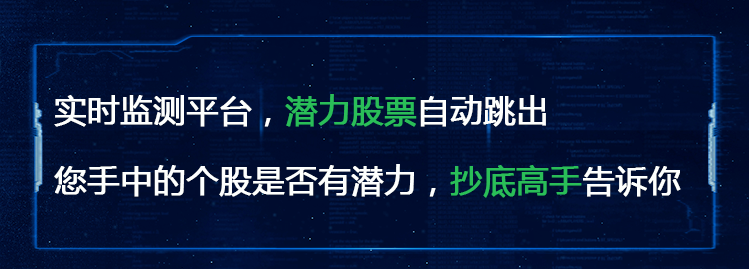 实时监测平台，潜力股票自动跳出
您手中的个股是否有潜力，抄底高手告诉你